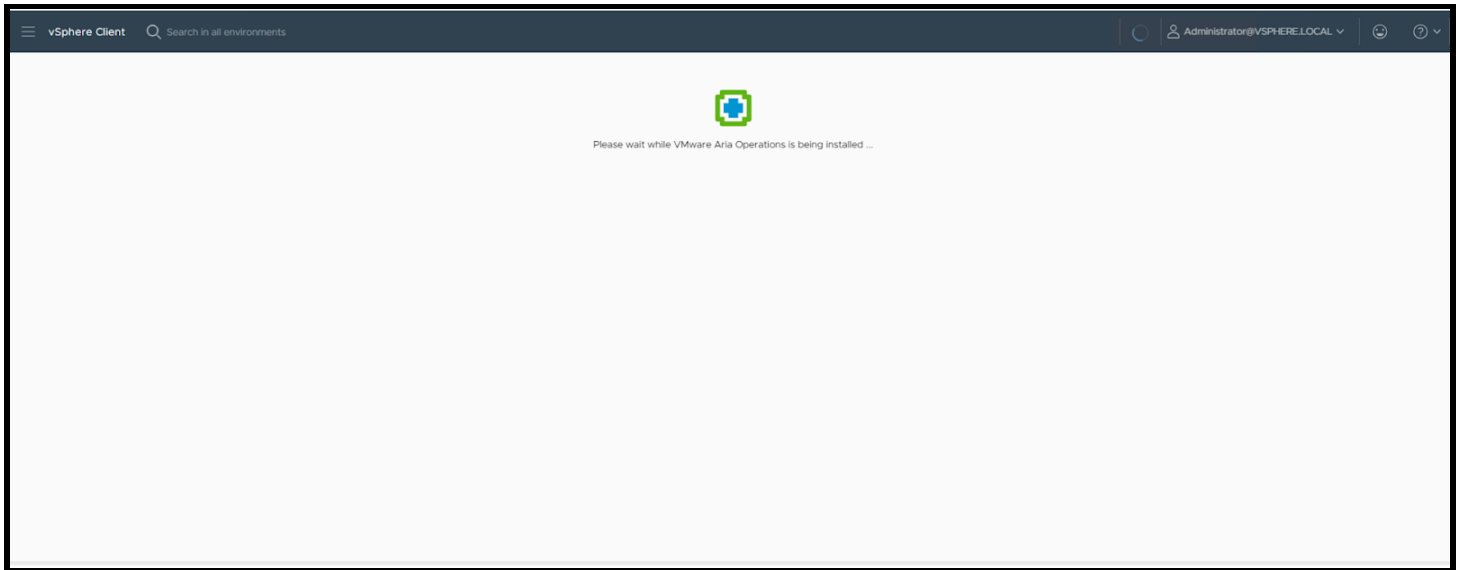 vSphere Client
Search in all environments
Administrator@VSPHERE.LOCAL
Please wait while VMware Aria Operations is being installed ...